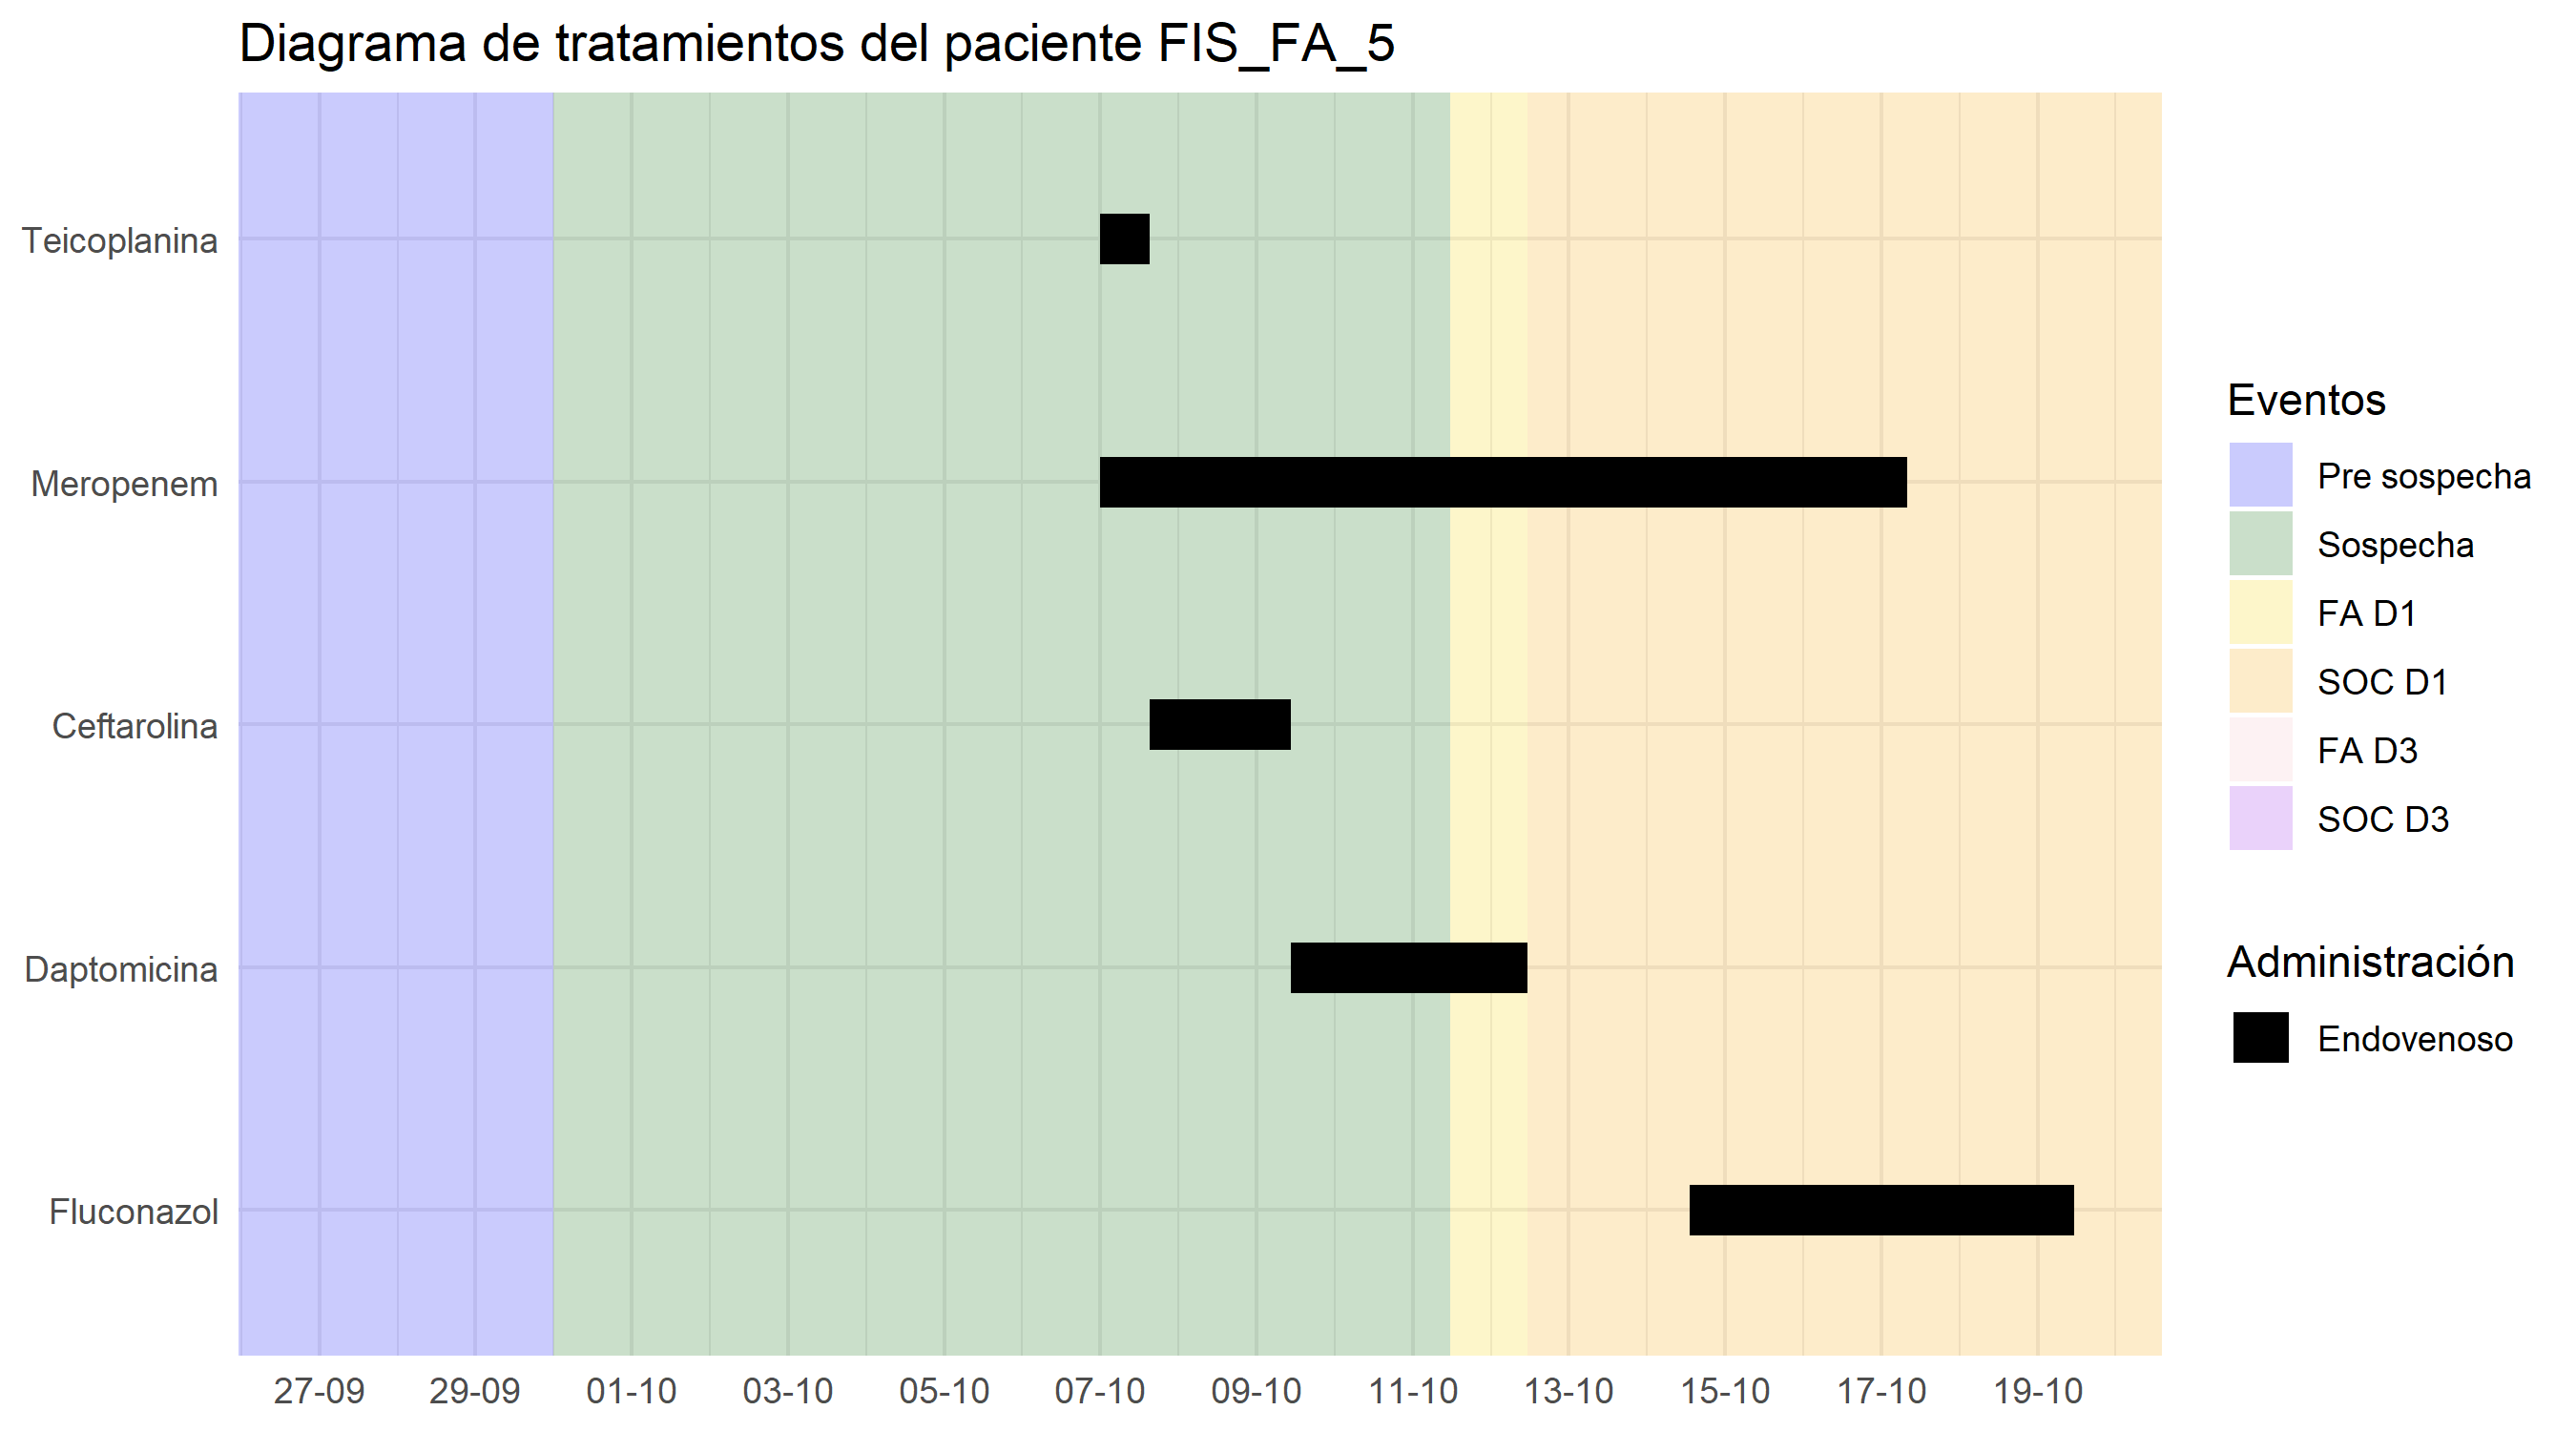 Diagrama de tratamientos del paciente FIS_FA_5
Teicoplanina
Meropenem
Ceftarolina
Daptomicina
Fluconazol
27-09
29-09
01-10
03-10
05-10
07-10
09-10
11-10
13-10
15-10
17-10
19-10
Eventos
Pre sospecha
Sospecha
FA D1
SOC D1
FA D3
SOC D3
Administración
Endovenoso